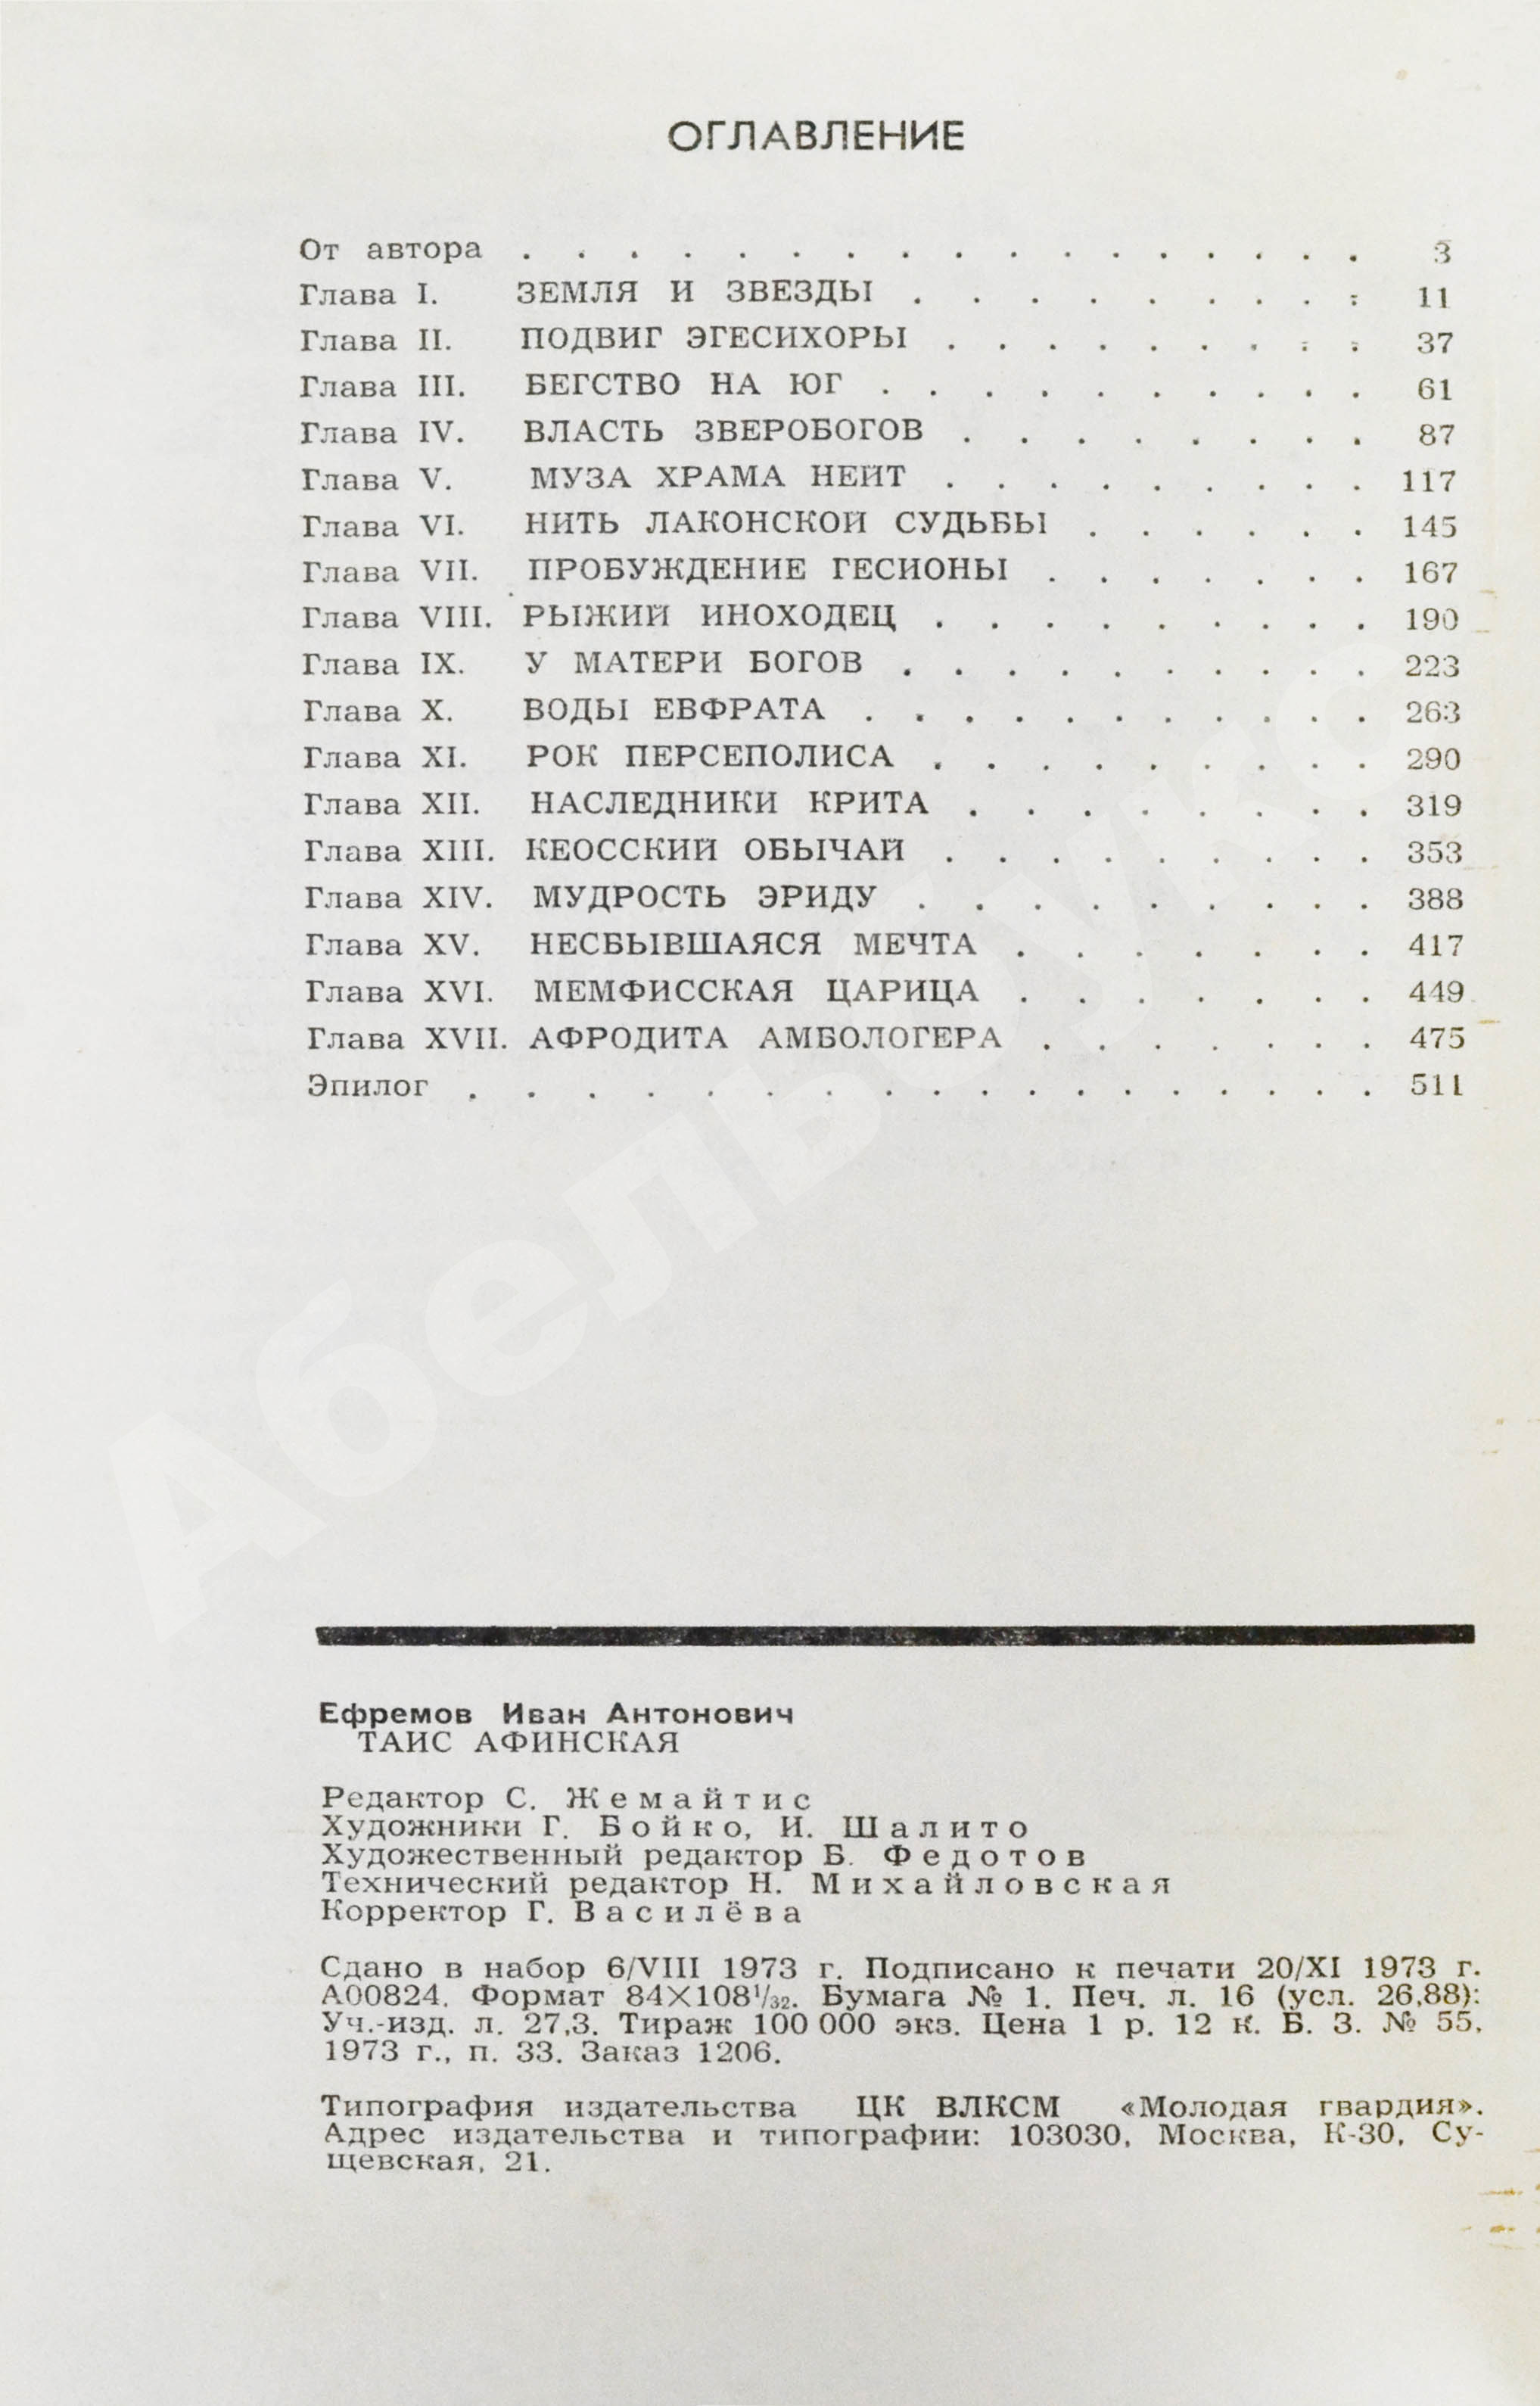 ОГЛАВЛЕНИЕ
От автора . . . . . . . . . . . . . . . . . 3
Глава I. ЗЕМЛЯ И ЗВЕЗДЫ . . . . . . . . . 11
Глава II. ПОДВИГ ЭГЕСИХОРЫ . . . . . . . . . 37
Глава III. БЕГСТВО НА ЮГ . . . . . . . . . . 61
Глава IV. ВЛАСТЬ ЗВЕРОБОГОВ . . . . . . . . 87
Глава V. МУЗА ХРАМА НЕЙТ . . . . . . . . . 117
Глава VI. НИТЬ ЛАКОНСКОЙ СУДЬБЫ . . . . . . 145
Глава VII. ПРОБУЖДЕНИЕ ГЕСИОНЫ . . . . . . . 167
Глава VIII. РЫЖИЙ ИНОХОДЕЦ . . . . . . . . . 190
Глава IX. У МАТЕРИ БОГОВ . . . . . . . . . . 223
Глава X. ВОДЫ ЕВФРАТА . . . . . . . . . . . 263
Глава XI. РОК ПЕРСЕПОЛИСА . . . . . . . . . 290
Глава XII. НАСЛЕДНИКИ КРИТА . . . . . . . . 319
Глава XIII. КЕОССКИЙ ОБЫЧАЙ . . . . . . . . . 353
Глава XIV. МУДРОСТЬ ЭРИДУ . . . . . . . . . 388
Глава XV. НЕСБЫВШАЯСЯ МЕЧТА . . . . . . . 417
Глава XVI. МЕМФИССКАЯ ЦАРИЦА . . . . . . . 449
Глава XVII. АФРОДИТА АМБОЛОГЕРА . . . . . . . 475
Эпилог . . . . . . . . . . . . . . . . . 511
Абельбукс
Ефремов Иван Антонович
ТАИС АФИНСКАЯ
Редактор С. Жемайтис
Художники Г. Бойко, И. Шалито
Художественный редактор Б. Федотов
Технический редактор Н. Михайловская
Корректор Г. Василёва
Сдано в набор 6/VIII 1973 г. Подписано к печати 20/XI 1973 г.
А00824. Формат 84×108¹/₃₂. Бумага № 1. Печ. л. 16 (усл. 26,88):
Уч.-изд. л. 27,3. Тираж 100 000 экз. Цена 1 р. 12 к. Б. З. № 55,
1973 г., п. 33. Заказ 1206.
Типография издательства ЦК ВЛКСМ «Молодая гвардия».
Адрес издательства и типографии: 103030, Москва, К-30, Су-
щевская, 21.